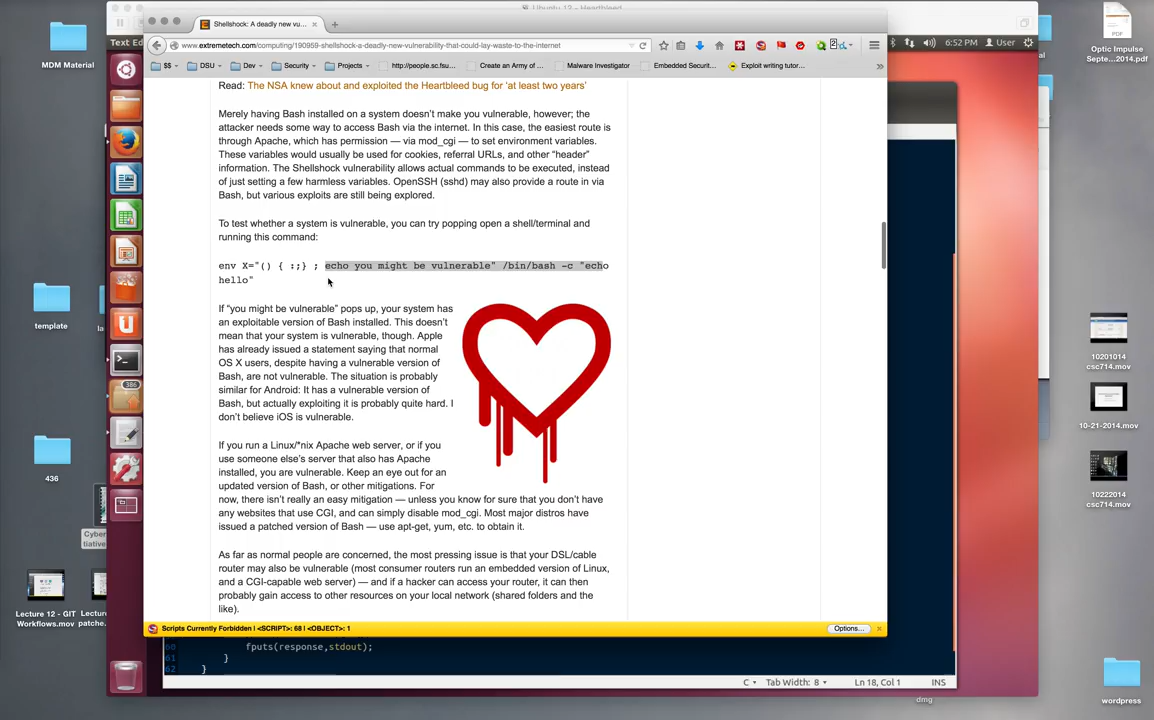 Ubuntu 12 - Heartbleed
Shellshock: A deadly new vu...
Text Ed
www.extremetech.com/computing/190959-shellshock-a-deadly-new-vulnerability-that-could-lay-waste-to-the-internet
2
6:52 PM
User
$$
DSU
Dev
Security
Projects
http://people.sc.fsu...
Create an Army of ...
Malware Investigator
Embedded Securit...
Exploit writing tutor...
»
Read: The NSA knew about and exploited the Heartbleed bug for 'at least two years'
Merely having Bash installed on a system doesn't make you vulnerable, however; the
attacker needs some way to access Bash via the internet. In this case, the easiest route is
through Apache, which has permission — via mod_cgi — to set environment variables.
These variables would usually be used for cookies, referral URLs, and other “header”
information. The Shellshock vulnerability allows actual commands to be executed, instead
of just setting a few harmless variables. OpenSSH (sshd) may also provide a route in via
Bash, but various exploits are still being explored.
To test whether a system is vulnerable, you can try popping open a shell/terminal and
running this command:
env X="() { :;} ; echo you might be vulnerable" /bin/bash -c "echo
hello"
If “you might be vulnerable” pops up, your system has
an exploitable version of Bash installed. This doesn't
mean that your system is vulnerable, though. Apple
has already issued a statement saying that normal
OS X users, despite having a vulnerable version of
Bash, are not vulnerable. The situation is probably
similar for Android: It has a vulnerable version of
Bash, but actually exploiting it is probably quite hard. I
don't believe iOS is vulnerable.
If you run a Linux/*nix Apache web server, or if you
use someone else's server that also has Apache
installed, you are vulnerable. Keep an eye out for an
updated version of Bash, or other mitigations. For
now, there isn't really an easy mitigation — unless you know for sure that you don't have
any websites that use CGI, and can simply disable mod_cgi. Most major distros have
issued a patched version of Bash — use apt-get, yum, etc. to obtain it.
As far as normal people are concerned, the most pressing issue is that your DSL/cable
router may also be vulnerable (most consumer routers run an embedded version of Linux,
and a CGI-capable web server) — and if a hacker can access your router, it can then
probably gain access to other resources on your local network (shared folders and the
like).
Scripts Currently Forbidden | <SCRIPT>: 68 | <OBJECT>: 1
Options...
60 fputs(response,stdout);
61 }
62 }
C
Tab Width: 8
Ln 18, Col 1
INS
dmg
386
MDM Material
template
436
Cyber
Lecture 12 - GIT
Workflows.mov
PDF
Optic Impulse
Septe....2014.pdf
10201014
csc714.mov
10-21-2014.mov
10222014
csc714.mov
wordpress